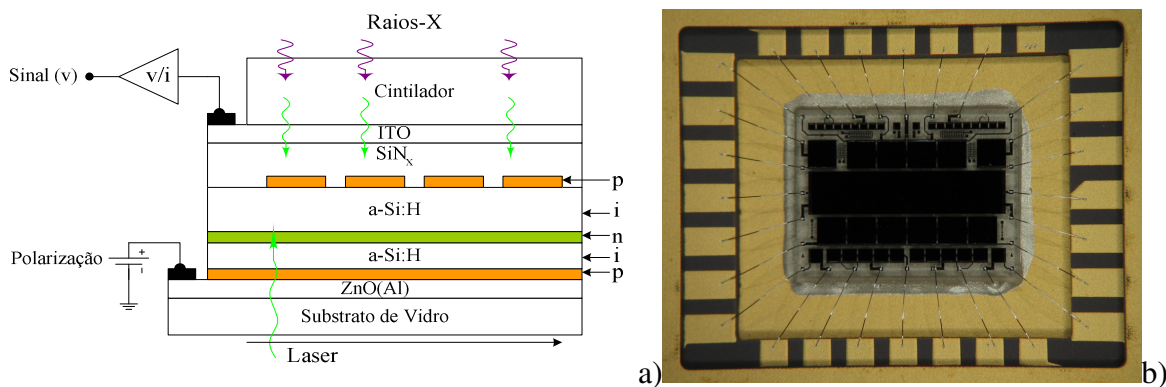 Raios-X
Sinal (v)
v/i
Cintilador
ITO
SiNx
p
a-Si:H
i
n
a-Si:H
i
Polarização
+
-
p
ZnO(Al)
Substrato de Vidro
Laser
a)
b)